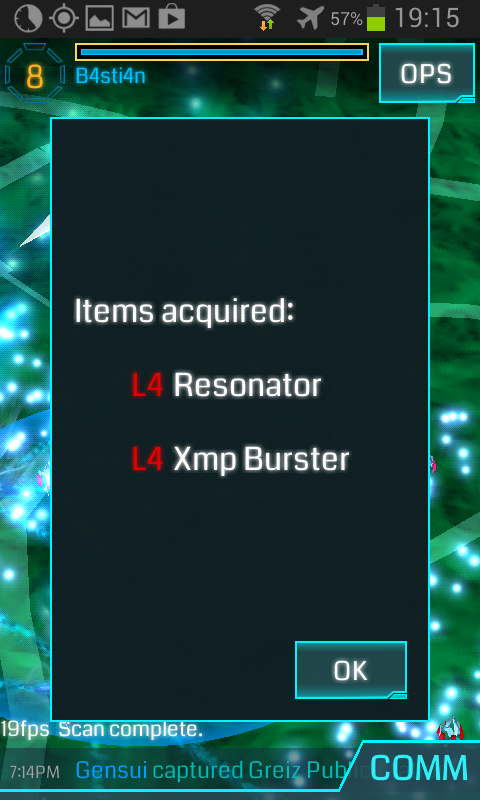 57% 19:15
8 B4sti4n OPS
Items acquired:
L4 Resonator
L4 Xmp Burster
OK
19fps Scan complete.
7:14PM Gensui captured Greiz Public COMM